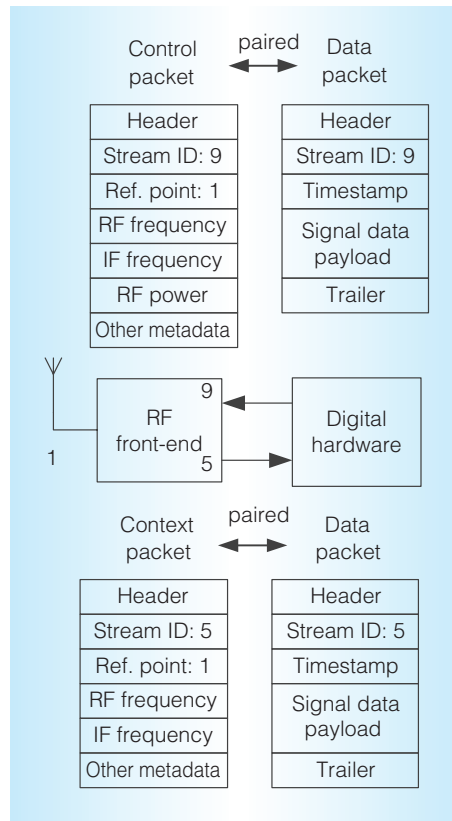 Control
packet
paired
Data
packet
Header
Stream ID: 9
Ref. point: 1
RF frequency
IF frequency
RF power
Other metadata
Header
Stream ID: 9
Timestamp
Signal data
payload
Trailer
1
RF
front-end
9
5
Digital
hardware
Context
packet
paired
Data
packet
Header
Stream ID: 5
Ref. point: 1
RF frequency
IF frequency
Other metadata
Header
Stream ID: 5
Timestamp
Signal data
payload
Trailer